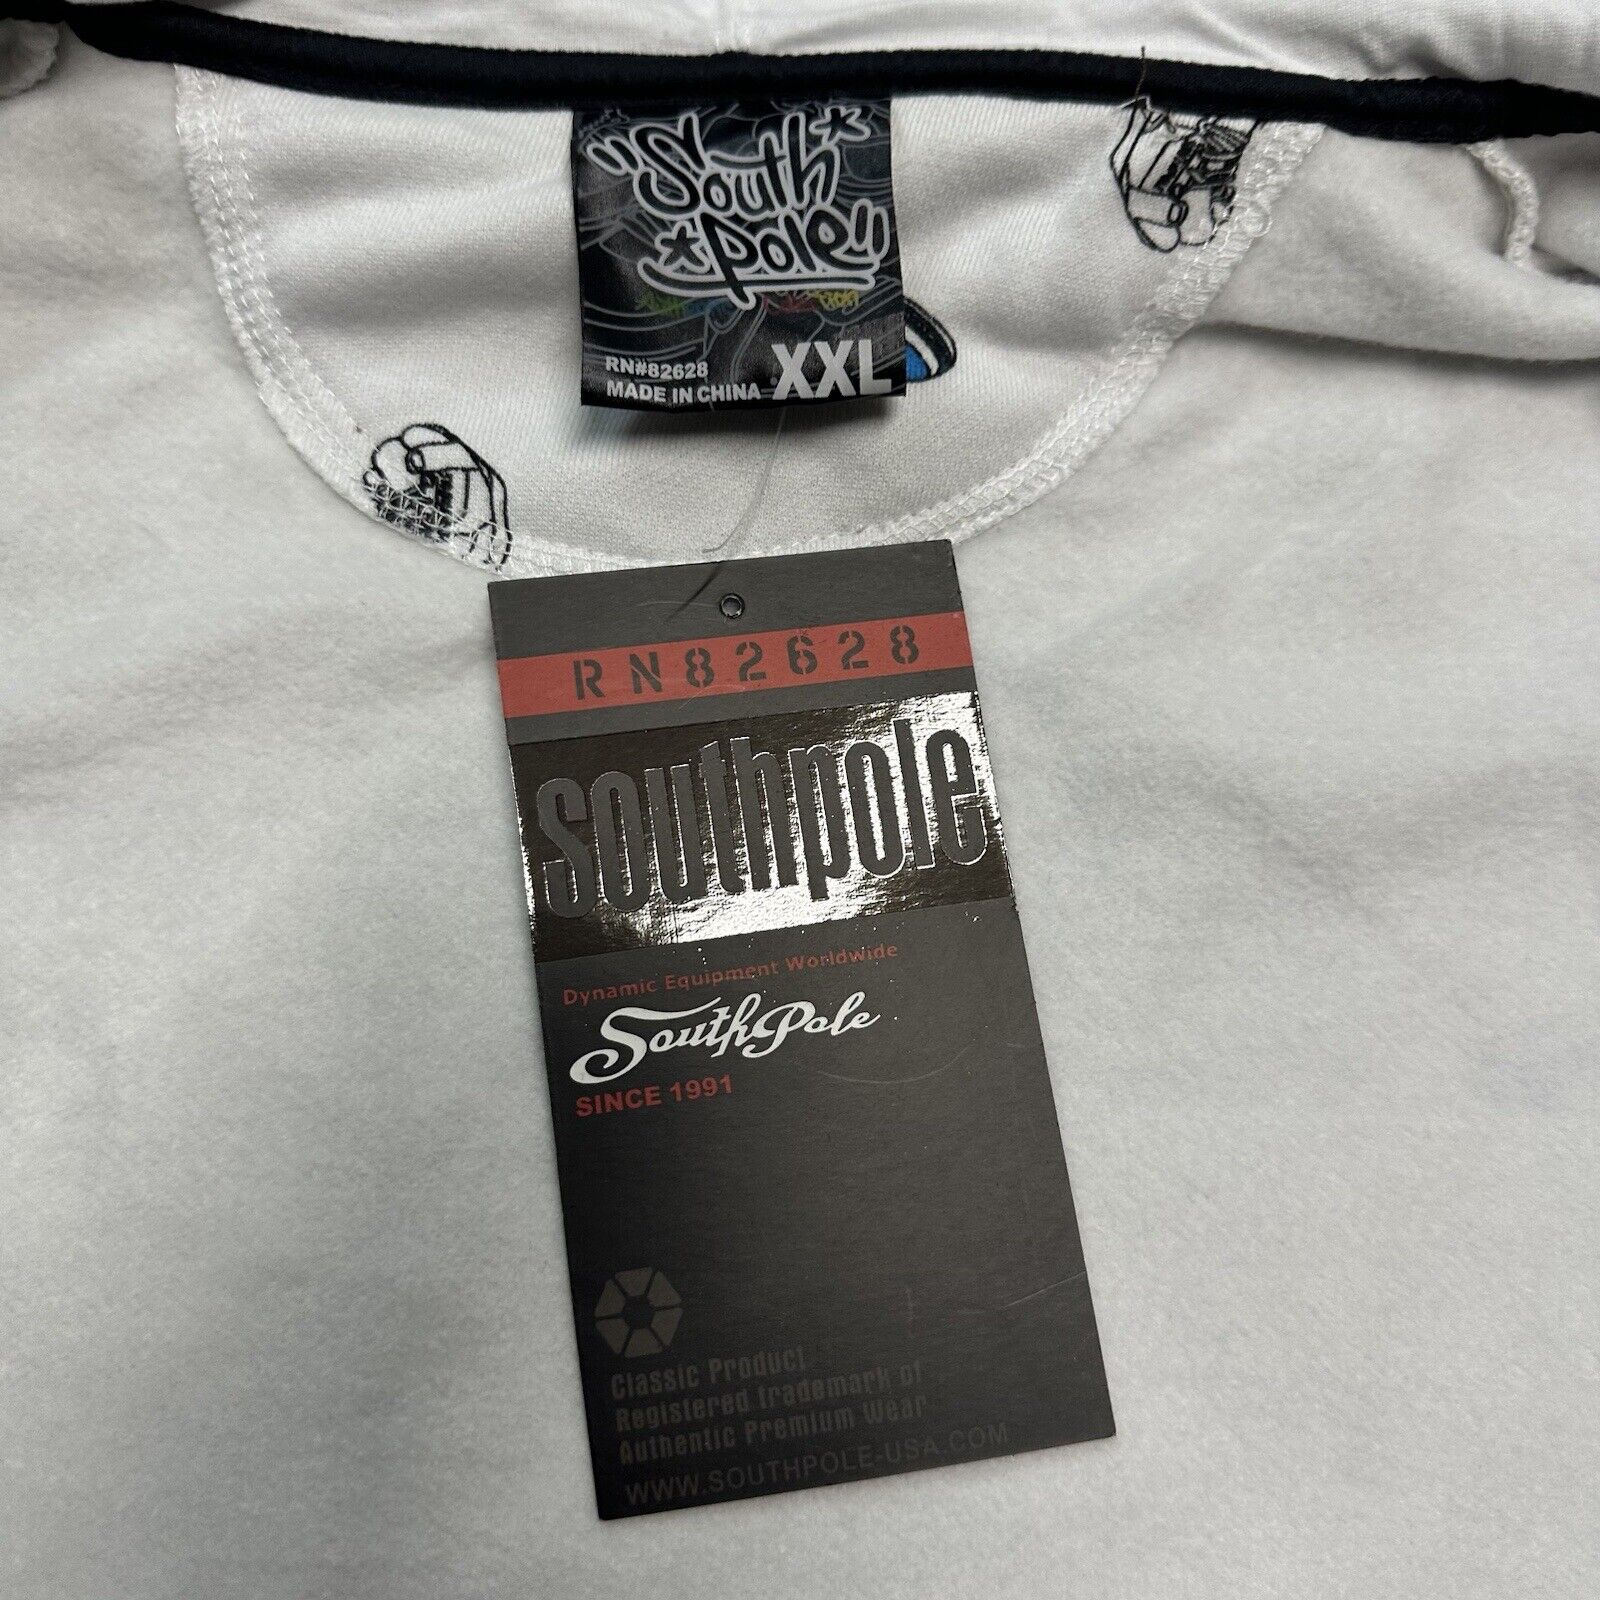 "South
Pole"
RN#82628
MADE IN CHINA XXL
RN82628
southpole
Dynamic Equipment Worldwide
SouthPole
SINCE 1991
Classic Product
Registered trademark of
Authentic Premium Wear
WWW.SOUTHPOLE-USA.COM